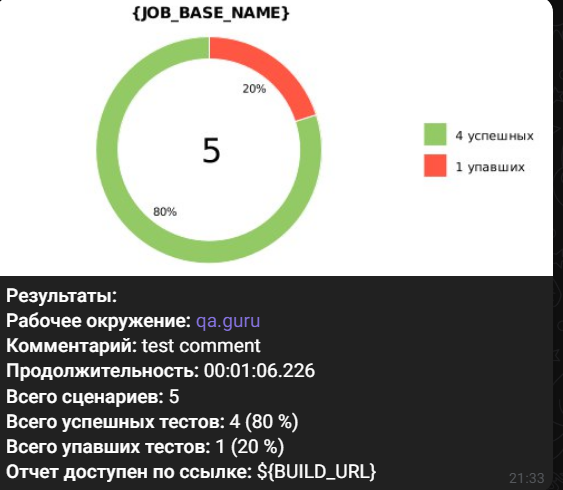 {JOB_BASE_NAME}
20%
4 успешных
5
1 упавших
80%
Результаты:
Рабочее окружение: qa.guru
Комментарий: test comment
Продолжительность: 00:01:06.226
Всего сценариев: 5
Всего успешных тестов: 4 (80 %)
Всего упавших тестов: 1 (20 %)
Отчет доступен по ссылке: ${BUILD_URL}
21:33